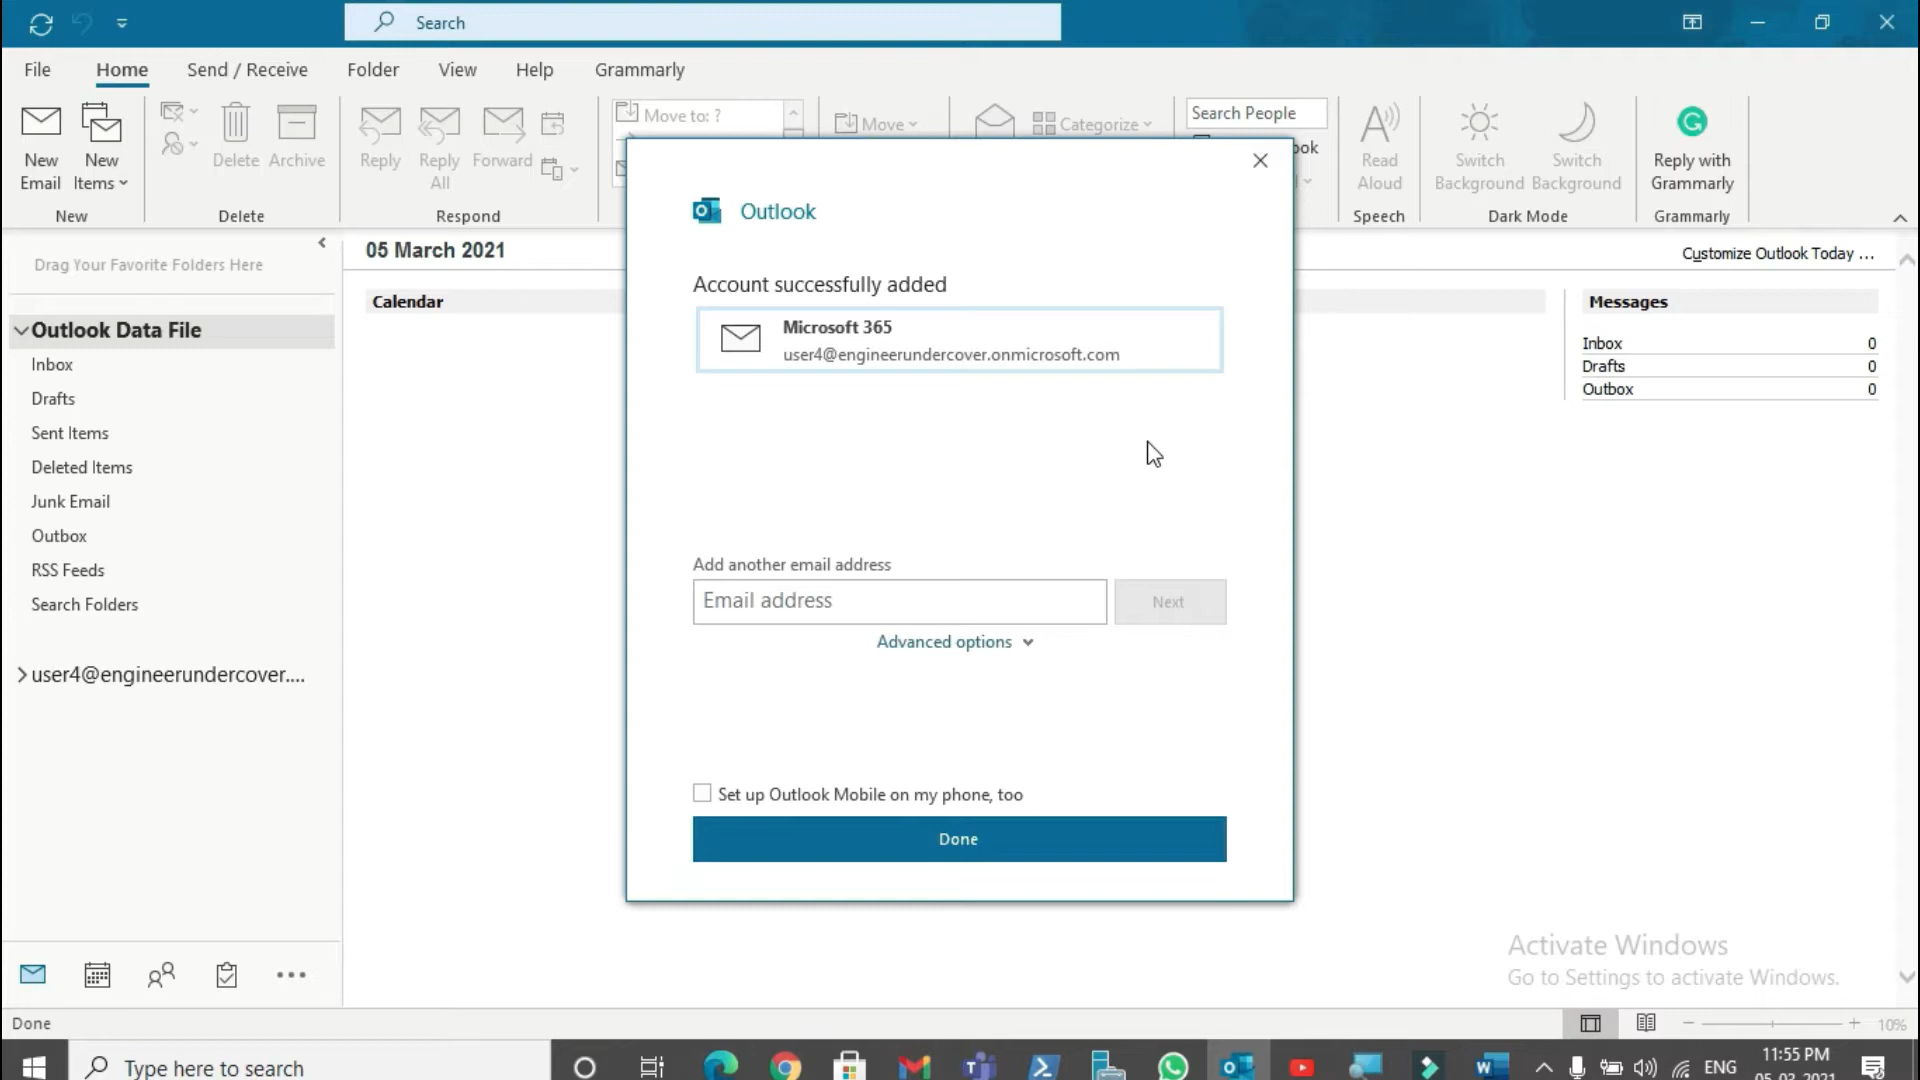 Search
File Home Send / Receive Folder View Help Grammarly
New Email
New Items
Delete
Archive
Reply
Reply All
Forward
Move to: ?
Move
Categorize
Search People
ook
Read Aloud
Switch Background
Switch Background
Reply with Grammarly
New
Delete
Respond
Speech
Dark Mode
Grammarly
Drag Your Favorite Folders Here
Outlook Data File
Inbox
Drafts
Sent Items
Deleted Items
Junk Email
Outbox
RSS Feeds
Search Folders
user4@engineerundercover....
05 March 2021
Calendar
Customize Outlook Today ...
Messages
Inbox 0
Drafts 0
Outbox 0
Outlook
Account successfully added
Microsoft 365
user4@engineerundercover.onmicrosoft.com
Add another email address
Email address
Next
Advanced options
Set up Outlook Mobile on my phone, too
Done
Activate Windows
Go to Settings to activate Windows.
Done
10%
Type here to search
ENG
11:55 PM
05-03-2021